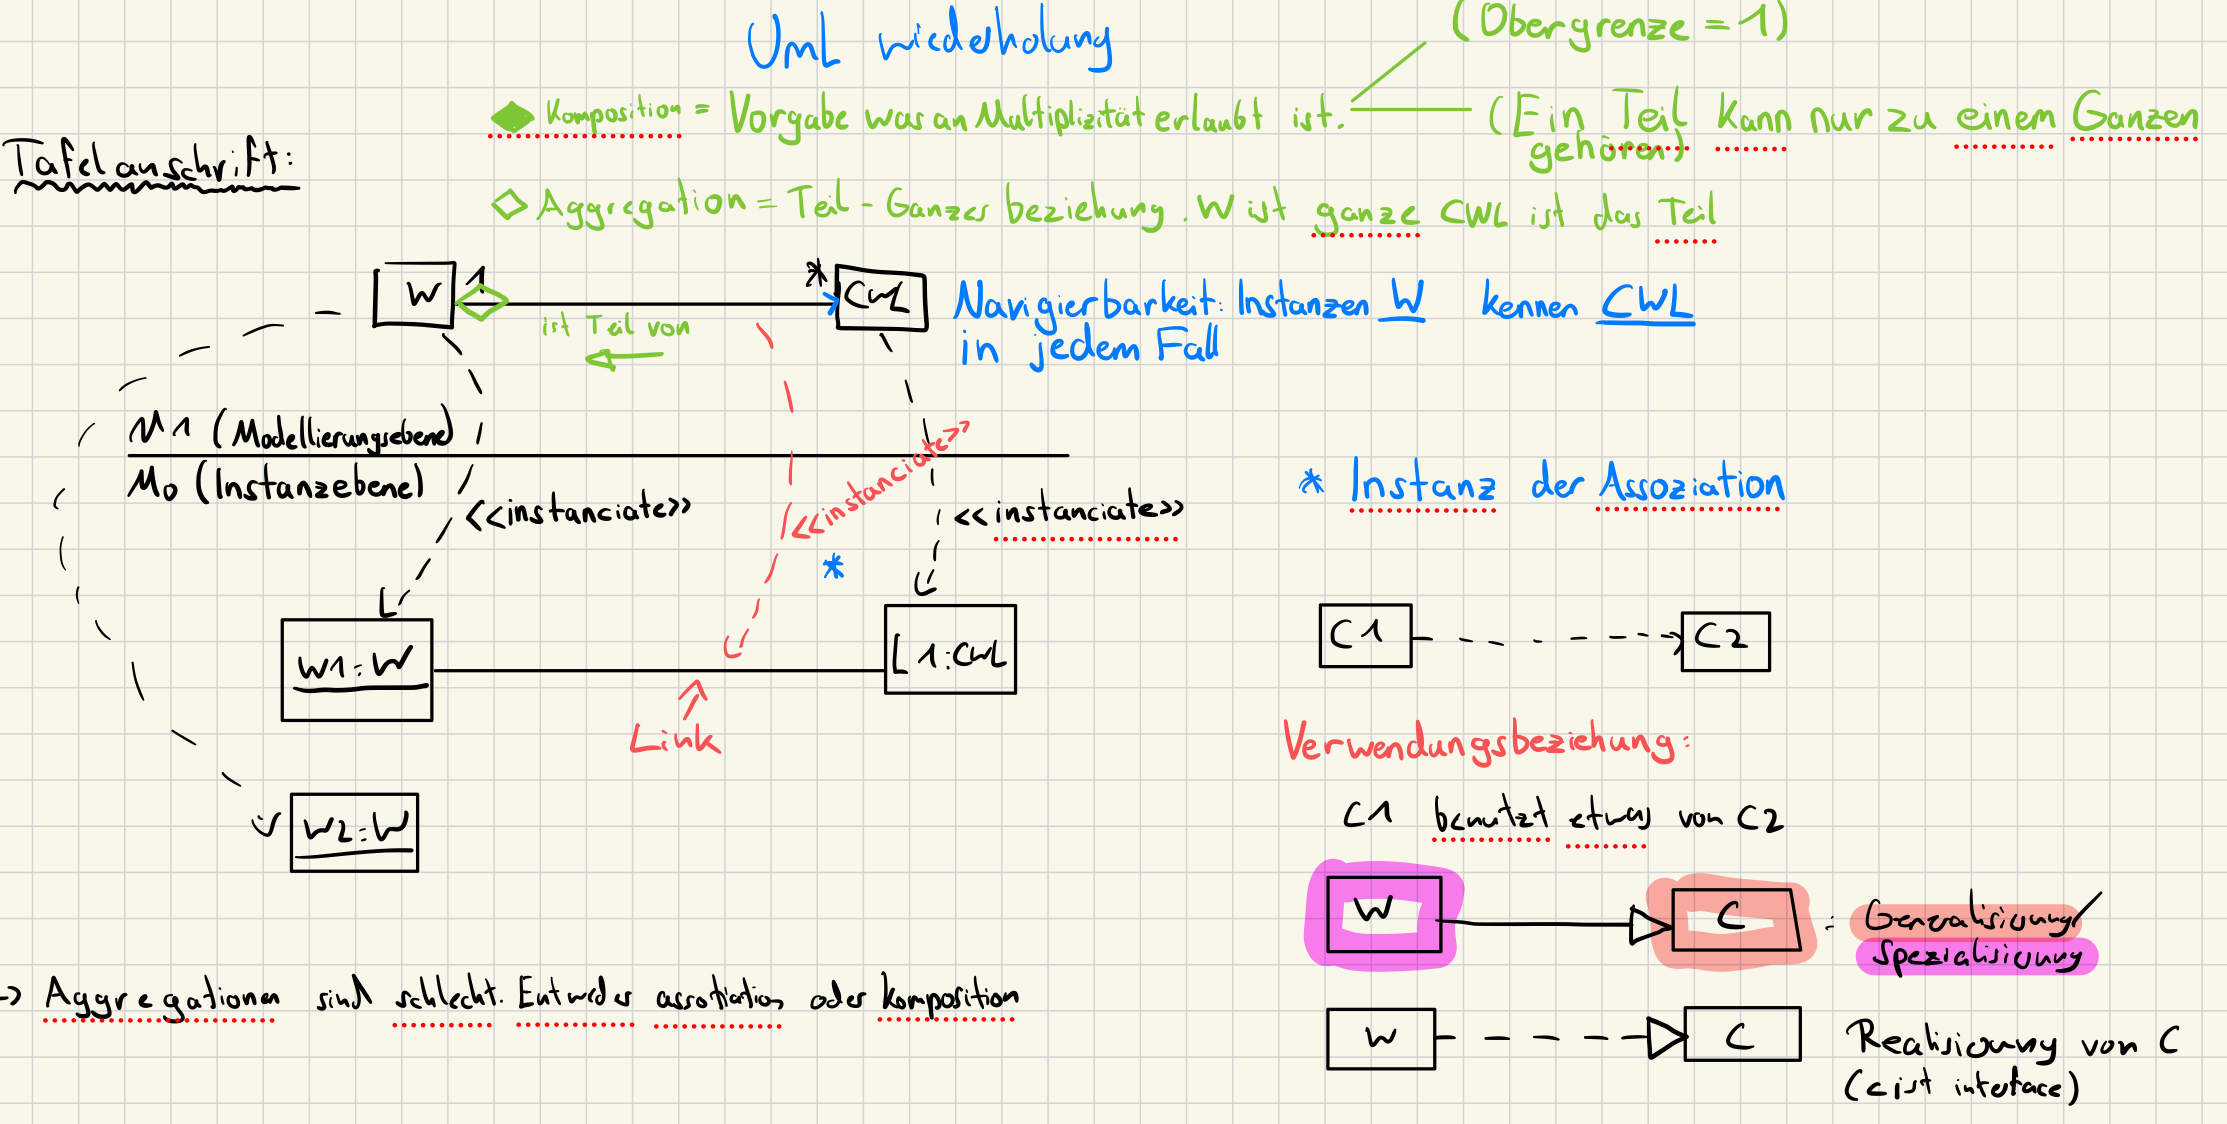 (Obergrenze = 1)
UmL wiederholung
Komposition = Vorgabe was an Multiplizität erlaubt ist.
(Ein Teil kann nur zu einem Ganzen
gehören)
Tafelanschrift:
Aggregation = Teil-Ganzes beziehung. W ist ganze CWL ist das Teil
W 1
* CWL
ist Teil von
Navigierbarkeit: Instanzen W kennen CWL
in jedem Fall
M1 (Modellierungsebene)
M0 (Instanzebene)
<<instanciate>>
<<instanciate>>
<<instanciate>>
*
* Instanz der Assoziation
W1:W
L1:CWL
Link
W2:W
C1
C2
Verwendungsbeziehung:
C1 benutzt etwas von C2
W
C
: Generalisierung/
Spezialisierung
-> Aggregationen sind schlecht. Entweder assotiation oder komposition
W
C
Realisierung von C
(C ist interface)